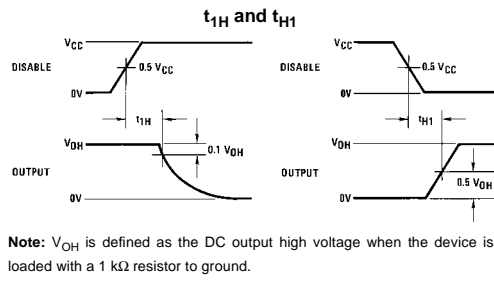 t1H and tH1
VCC
DISABLE
0.5 VCC
0V
t1H
VOH
0.1 VOH
OUTPUT
0V
VCC
DISABLE
0.5 VCC
0V
tH1
VOH
OUTPUT
0.5 VOH
0V
Note: VOH is defined as the DC output high voltage when the device is
loaded with a 1 kΩ resistor to ground.